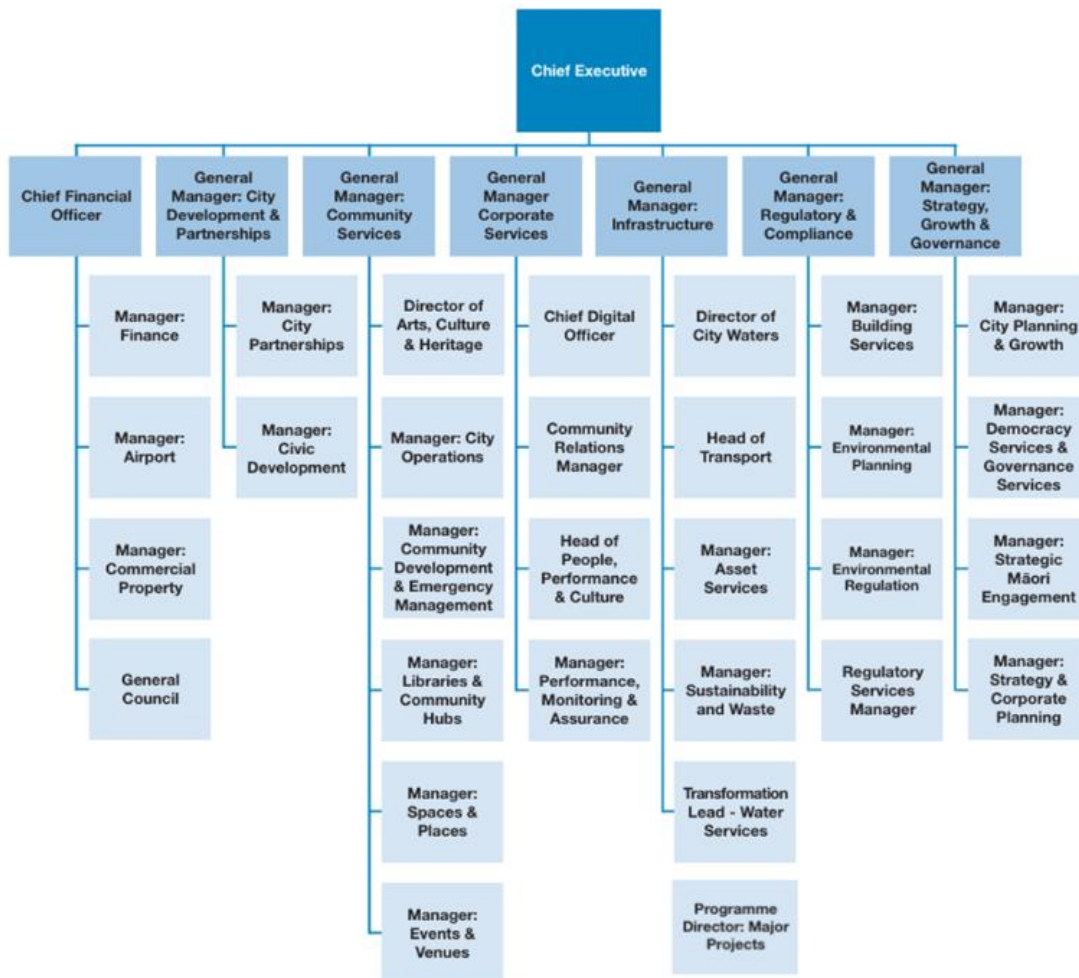 Chief Executive
Chief Financial
Officer
General
Manager: City
Development &
Partnerships
General
Manager:
Community
Services
General
Manager
Corporate
Services
General
Manager:
Infrastructure
General
Manager:
Regulatory &
Compliance
General
Manager:
Strategy,
Growth &
Governance
Manager:
Finance
Manager:
City
Partnerships
Director of
Arts, Culture
& Heritage
Chief Digital
Officer
Director of
City Waters
Manager:
Building
Services
Manager:
City Planning
& Growth
Manager:
Airport
Manager:
Civic
Development
Manager: City
Operations
Community
Relations
Manager
Head of
Transport
Manager:
Environmental
Planning
Manager:
Democracy
Services &
Governance
Services
Manager:
Commercial
Property
Manager:
Community
Development
& Emergency
Management
Head of
People,
Performance
& Culture
Manager:
Asset
Services
Manager:
Environmental
Regulation
Manager:
Strategic
Māori
Engagement
General
Council
Manager:
Libraries &
Community
Hubs
Manager:
Performance,
Monitoring &
Assurance
Manager:
Sustainability
and Waste
Regulatory
Services
Manager
Manager:
Strategy &
Corporate
Planning
Manager:
Spaces &
Places
Transformation
Lead - Water
Services
Manager:
Events &
Venues
Programme
Director: Major
Projects